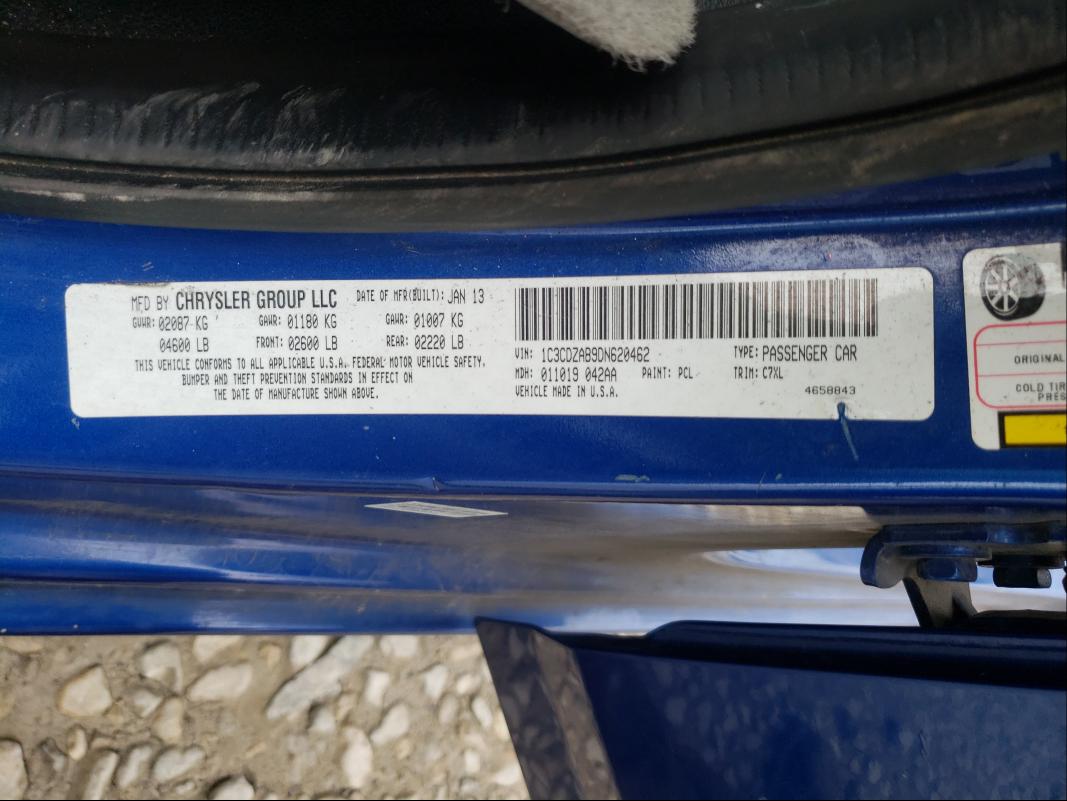 MFD BY CHRYSLER GROUP LLC DATE OF MFR(BUILT): JAN 13
GVWR: 02087 KG GAWR: 01180 KG GAWR: 01007 KG
04600 LB FRONT: 02600 LB REAR: 02220 LB
THIS VEHICLE CONFORMS TO ALL APPLICABLE U.S.A. FEDERAL MOTOR VEHICLE SAFETY,
BUMPER AND THEFT PREVENTION STANDARDS IN EFFECT ON
THE DATE OF MANUFACTURE SHOWN ABOVE.
VIN: 1C3CDZAB9DN620462 TYPE: PASSENGER CAR
MDH: 011019 042AA PAINT: PCL TRIM: C7XL
VEHICLE MADE IN U.S.A. 4658843
ORIGINAL
COLD TIR
PRES